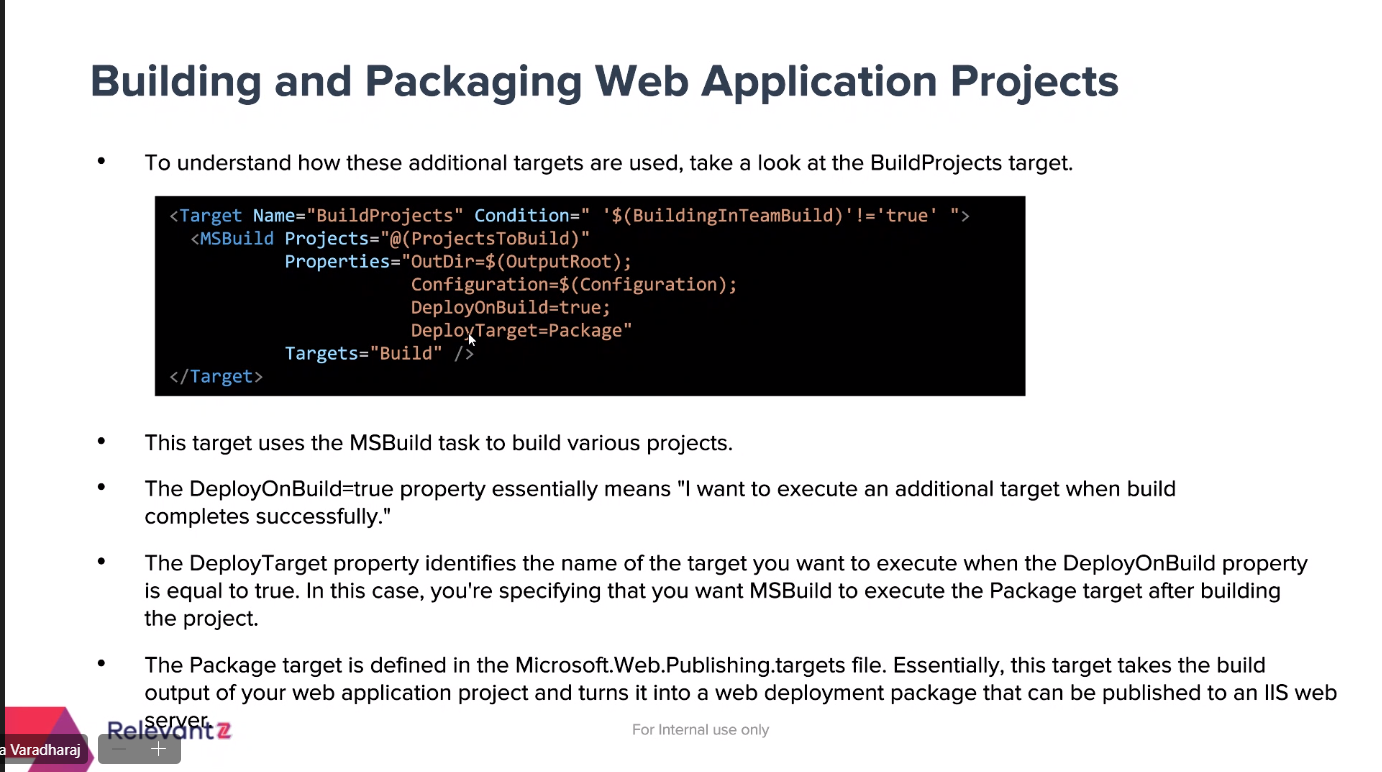 Building and Packaging Web Application Projects
• To understand how these additional targets are used, take a look at the BuildProjects target.
<Target Name="BuildProjects" Condition=" '$(BuildingInTeamBuild)'!='true' ">
<MSBuild Projects="@(ProjectsToBuild)"
Properties="OutDir=$(OutputRoot);
Configuration=$(Configuration);
DeployOnBuild=true;
DeployTarget=Package"
Targets="Build" />
</Target>
• This target uses the MSBuild task to build various projects.
• The DeployOnBuild=true property essentially means "I want to execute an additional target when build
completes successfully."
• The DeployTarget property identifies the name of the target you want to execute when the DeployOnBuild property
is equal to true. In this case, you're specifying that you want MSBuild to execute the Package target after building
the project.
• The Package target is defined in the Microsoft.Web.Publishing.targets file. Essentially, this target takes the build
output of your web application project and turns it into a web deployment package that can be published to an IIS web
server.
RelevantZ
For Internal use only
a Varadharaj